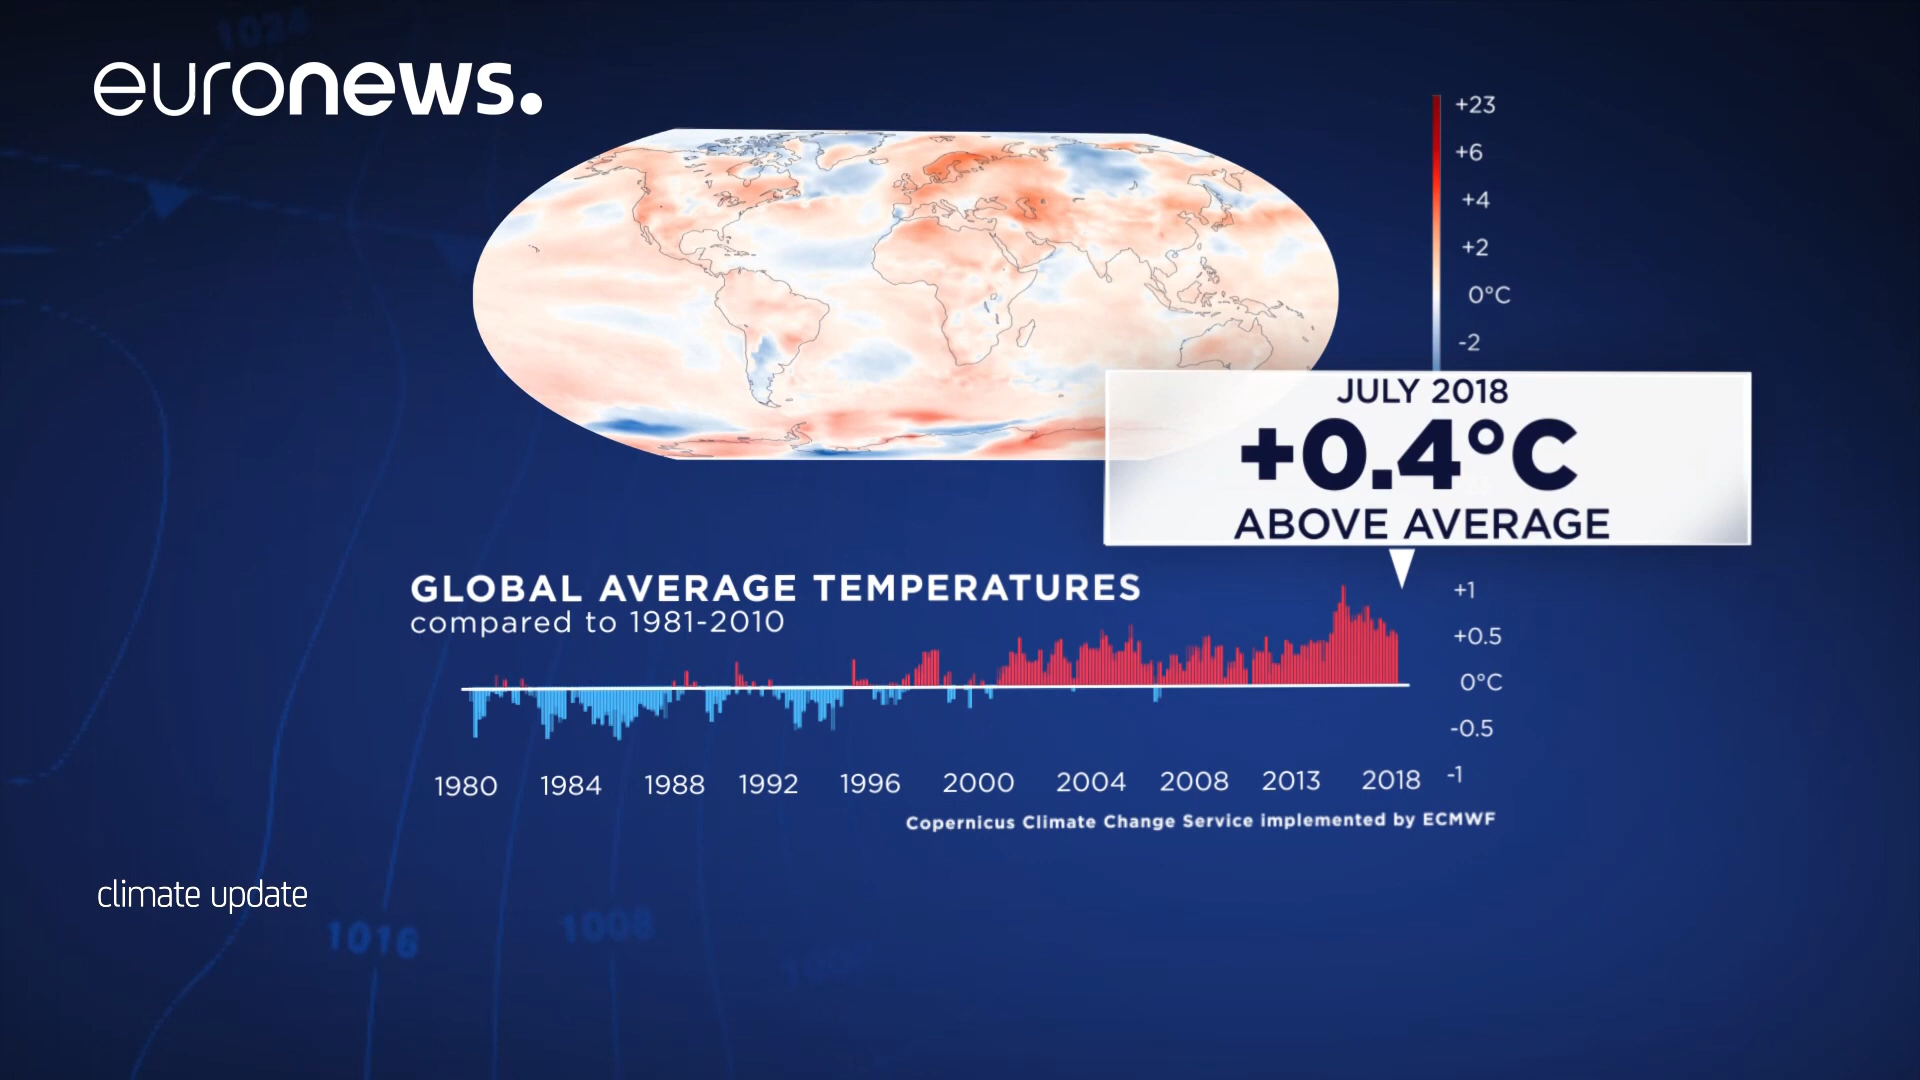 1024
euronews.
+23
+6
+4
+2
0°C
-2
JULY 2018
+0.4°C
ABOVE AVERAGE
GLOBAL AVERAGE TEMPERATURES
compared to 1981-2010
+1
+0.5
0°C
-0.5
-1
1980 1984 1988 1992 1996 2000 2004 2008 2013 2018
Copernicus Climate Change Service implemented by ECMWF
climate update
1016
1008